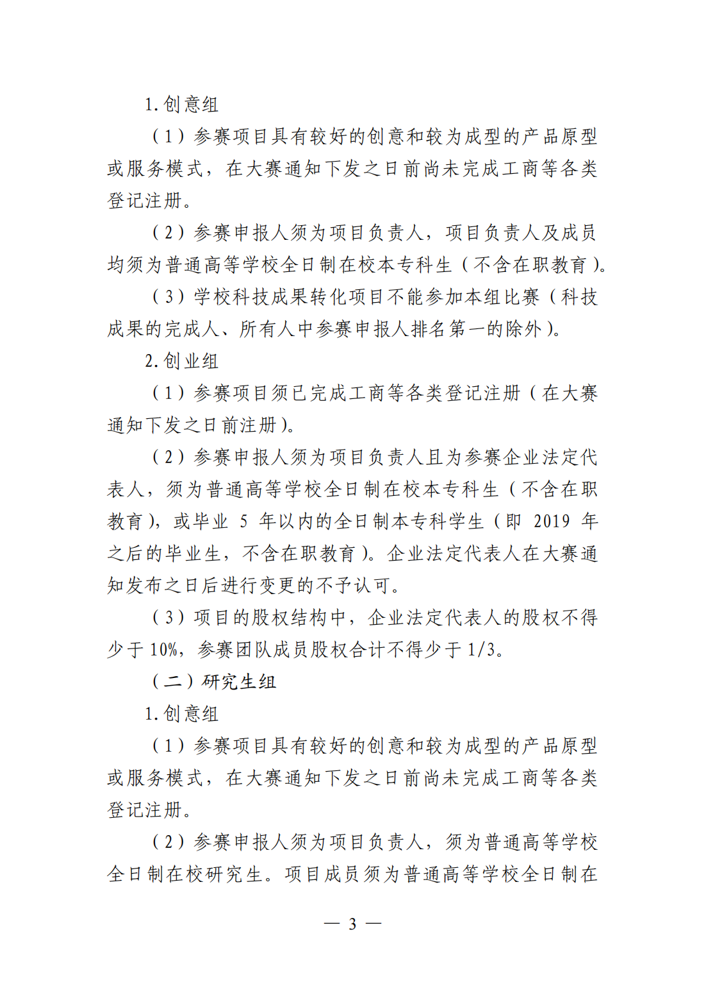 1.创意组
（1）参赛项目具有较好的创意和较为成型的产品原型
或服务模式，在大赛通知下发之日前尚未完成工商等各类
登记注册。
（2）参赛申报人须为项目负责人，项目负责人及成员
均须为普通高等学校全日制在校本专科生（不含在职教育）。
（3）学校科技成果转化项目不能参加本组比赛（科技
成果的完成人、所有人中参赛申报人排名第一的除外）。
2.创业组
（1）参赛项目须已完成工商等各类登记注册（在大赛
通知下发之日前注册）。
（2）参赛申报人须为项目负责人且为参赛企业法定代
表人，须为普通高等学校全日制在校本专科生（不含在职
教育），或毕业 5 年以内的全日制本专科学生（即 2019 年
之后的毕业生，不含在职教育）。企业法定代表人在大赛通
知发布之日后进行变更的不予认可。
（3）项目的股权结构中，企业法定代表人的股权不得
少于 10%，参赛团队成员股权合计不得少于 1/3。
（二）研究生组
1.创意组
（1）参赛项目具有较好的创意和较为成型的产品原型
或服务模式，在大赛通知下发之日前尚未完成工商等各类
登记注册。
（2）参赛申报人须为项目负责人，须为普通高等学校
全日制在校研究生。项目成员须为普通高等学校全日制在
— 3 —